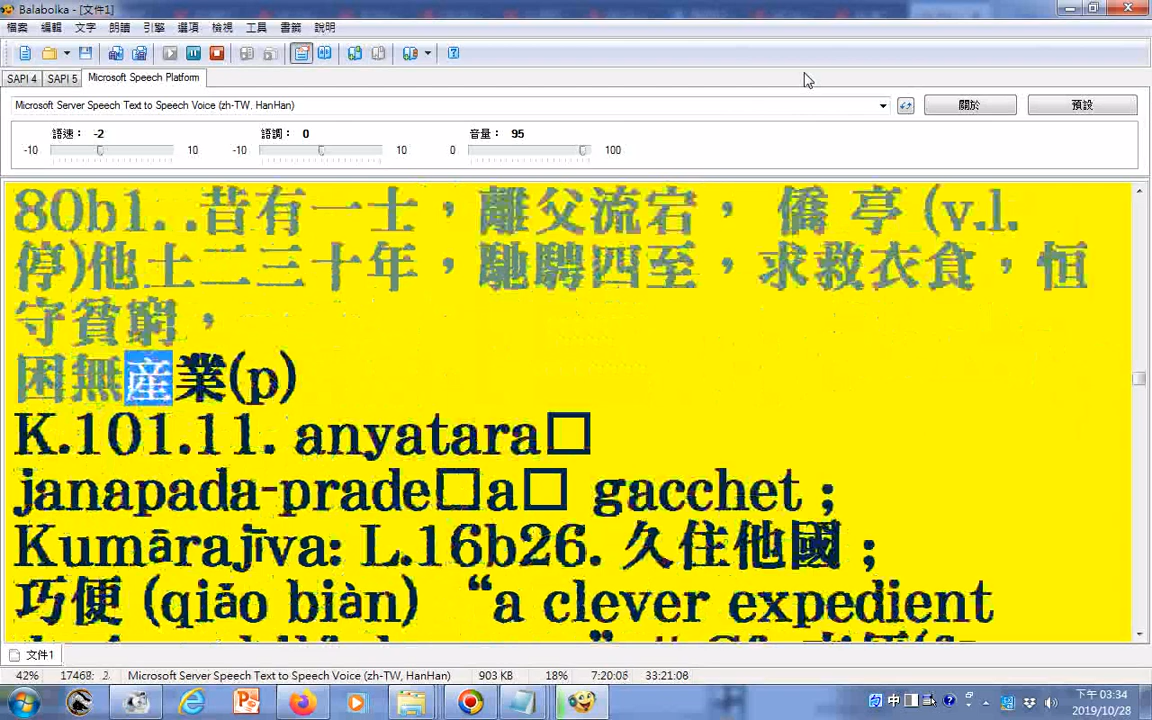 Balabolka - [文件1]
檔案 編輯 文字 朗讀 引擎 選項 檢視 工具 書籤 說明
SAPI 4 SAPI 5 Microsoft Speech Platform
Microsoft Server Speech Text to Speech Voice (zh-TW, HanHan) 關於 預設
語速： -2 語調： 0 音量： 95
-10 10 -10 10 0 100
80b1. .昔有一士，離父流宕， 僑 亭 (v.l.
停)他土二三十年，馳騁四至，求救衣食，恒
守貧窮，
困無産業(p)
K.101.11. anyatara□
janapada-prade□a□ gacchet ;
Kumārajīva: L.16b26. 久住他國 ;
巧便 (qiǎo biàn) “a clever expedient
文件1
42% 17468: 2 Microsoft Server Speech Text to Speech Voice (zh-TW, HanHan) 903 KB 18% 7:20:06 33:21:08
中 下午 03:34
2019/10/28